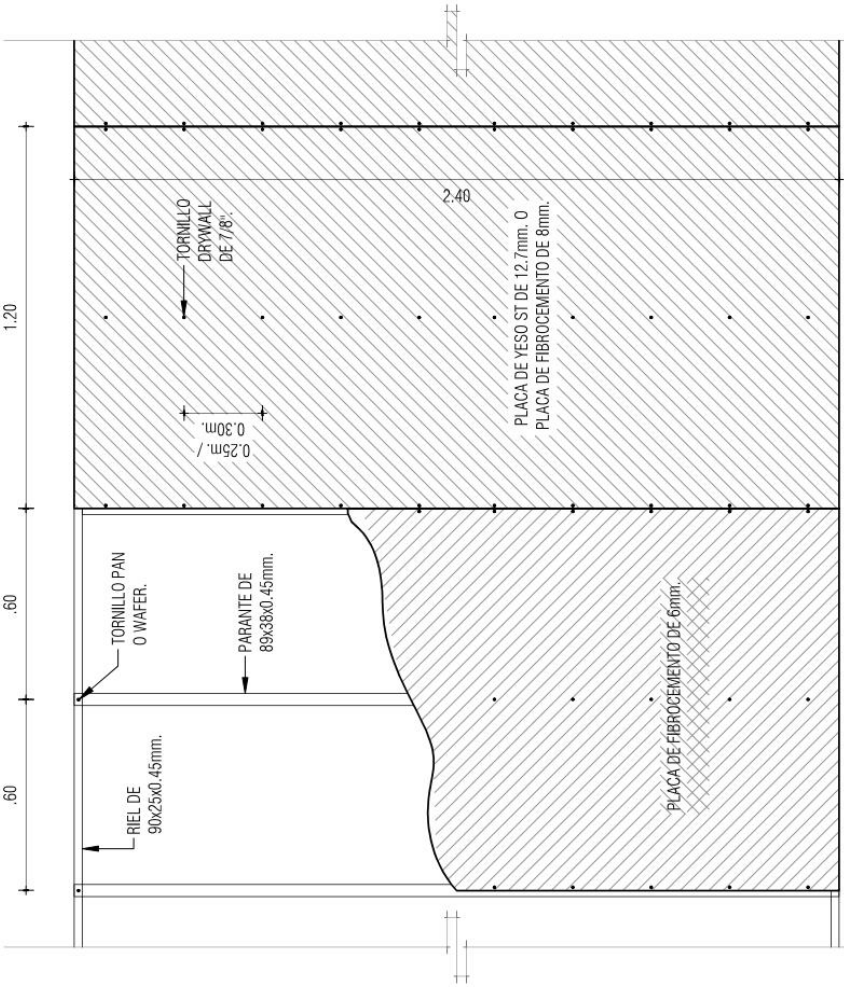 .60
.60
1.20
RIEL DE
90x25x0.45mm.
TORNILLO PAN
O WAFER.
PARANTE DE
89x38x0.45mm.
TORNILLO
DRYWALL
DE 7/8".
0.25m. /
0.30m.
2.40
PLACA DE FIBROCEMENTO DE 6mm.
PLACA DE YESO ST DE 12.7mm. O
PLACA DE FIBROCEMENTO DE 8mm.